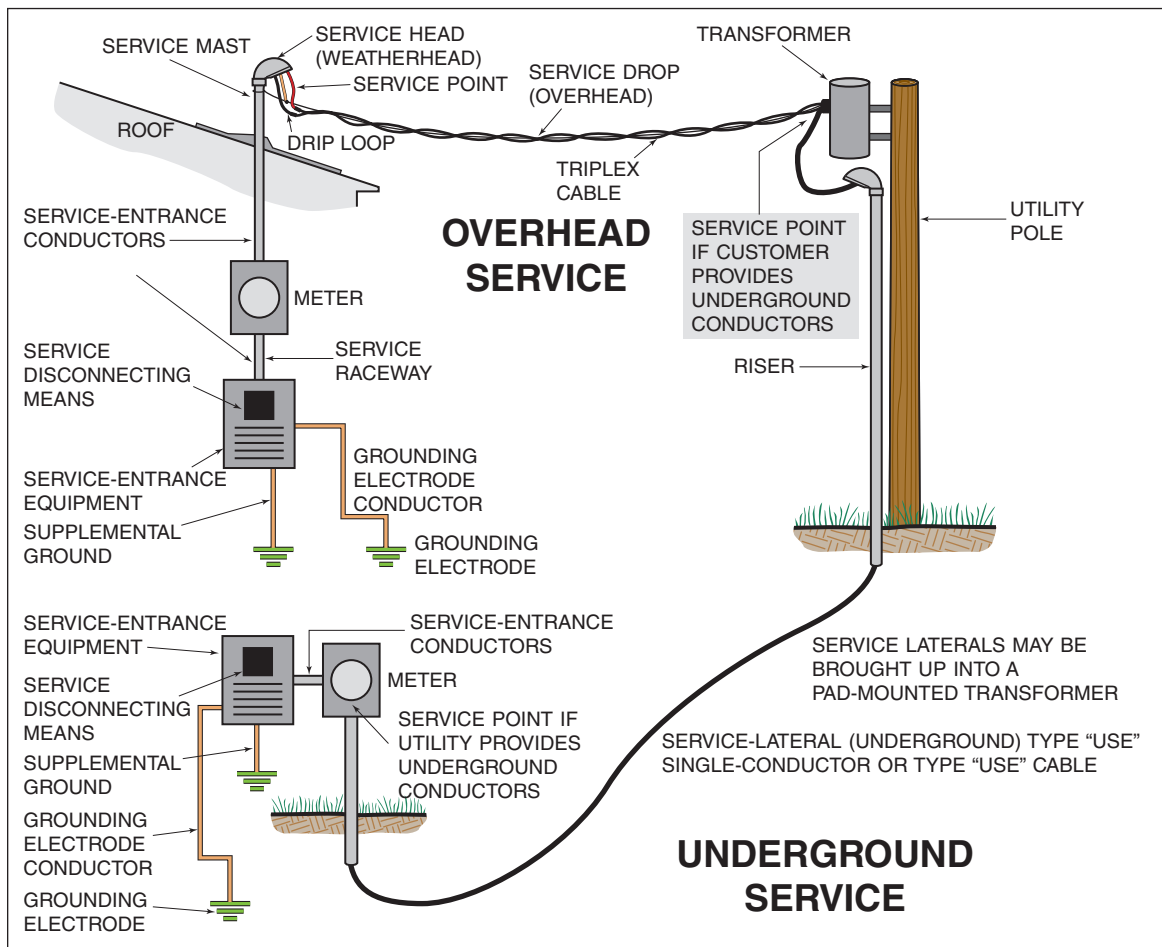 SERVICE MAST
SERVICE HEAD
(WEATHERHEAD)
SERVICE POINT
SERVICE DROP
(OVERHEAD)
TRANSFORMER
ROOF
DRIP LOOP
TRIPLEX
CABLE
SERVICE-ENTRANCE
CONDUCTORS
OVERHEAD
SERVICE
SERVICE POINT
IF CUSTOMER
PROVIDES
UNDERGROUND
CONDUCTORS
UTILITY
POLE
METER
SERVICE
DISCONNECTING
MEANS
SERVICE
RACEWAY
RISER
SERVICE-ENTRANCE
EQUIPMENT
GROUNDING
ELECTRODE
CONDUCTOR
SUPPLEMENTAL
GROUND
GROUNDING
ELECTRODE
SERVICE-ENTRANCE
EQUIPMENT
SERVICE-ENTRANCE
CONDUCTORS
SERVICE
DISCONNECTING
MEANS
METER
SERVICE LATERALS MAY BE
BROUGHT UP INTO A
PAD-MOUNTED TRANSFORMER
SERVICE POINT IF
UTILITY PROVIDES
UNDERGROUND
CONDUCTORS
SERVICE-LATERAL (UNDERGROUND) TYPE “USE”
SINGLE-CONDUCTOR OR TYPE “USE” CABLE
SUPPLEMENTAL
GROUND
GROUNDING
ELECTRODE
CONDUCTOR
GROUNDING
ELECTRODE
UNDERGROUND
SERVICE